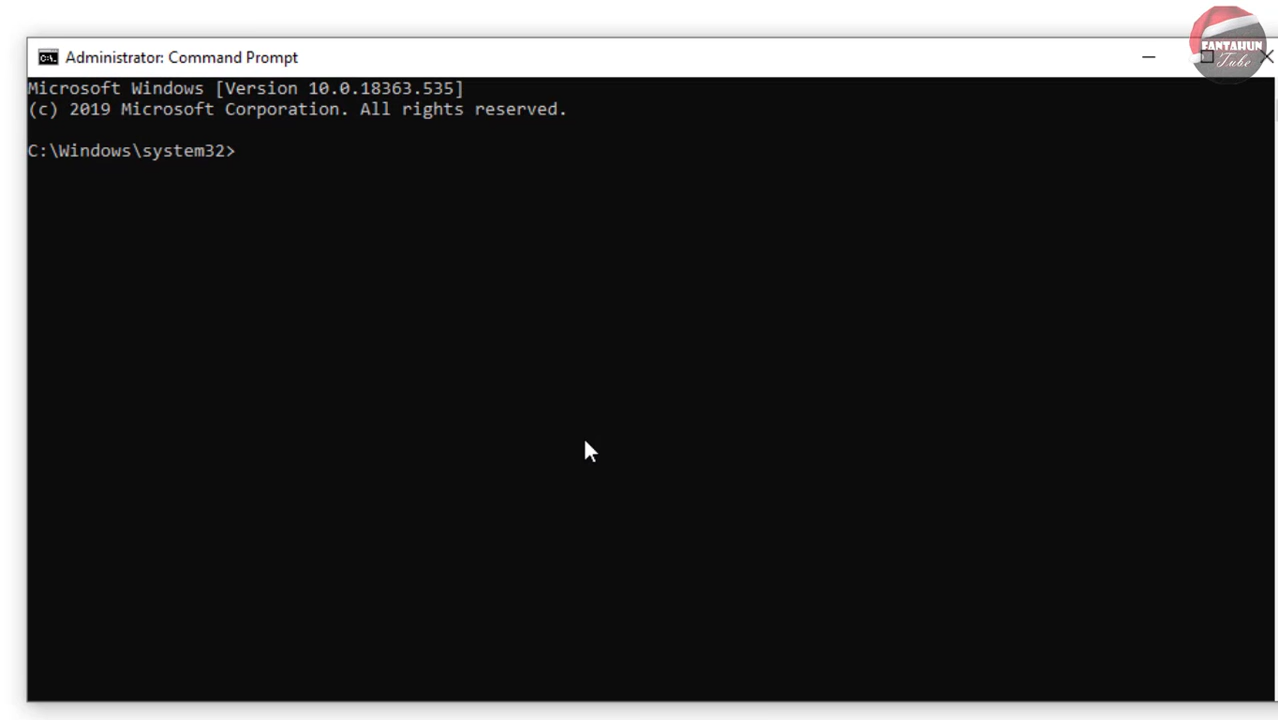 FANTAHUN
Tube
Administrator: Command Prompt
Microsoft Windows [Version 10.0.18363.535]
(c) 2019 Microsoft Corporation. All rights reserved.
C:\Windows\system32>